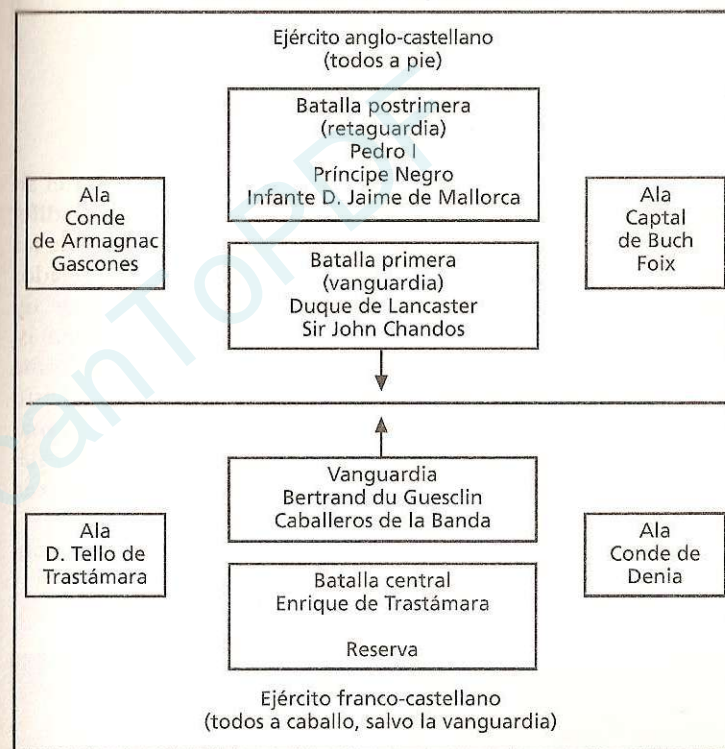 Ejército anglo-castellano
(todos a pie)
Batalla postrimera
(retaguardia)
Pedro I
Príncipe Negro
Infante D. Jaime de Mallorca
Ala
Conde
de Armagnac
Gascones
Ala
Captal
de Buch
Foix
Batalla primera
(vanguardia)
Duque de Lancaster
Sir John Chandos
Vanguardia
Bertrand du Guesclin
Caballeros de la Banda
Ala
D. Tello de
Trastámara
Ala
Conde de
Denia
Batalla central
Enrique de Trastámara
Reserva
Ejército franco-castellano
(todos a caballo, salvo la vanguardia)
canToPDF